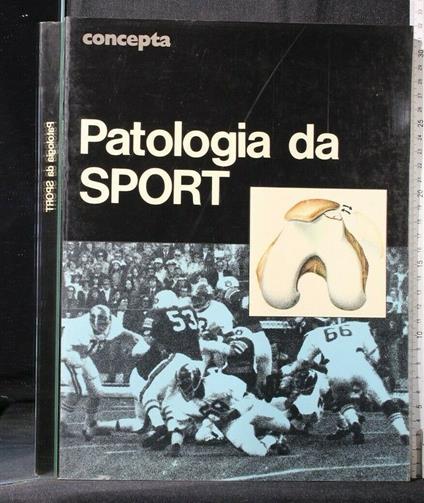 concepta
Patologia da
SPORT
Patologia da SPORT
53
66